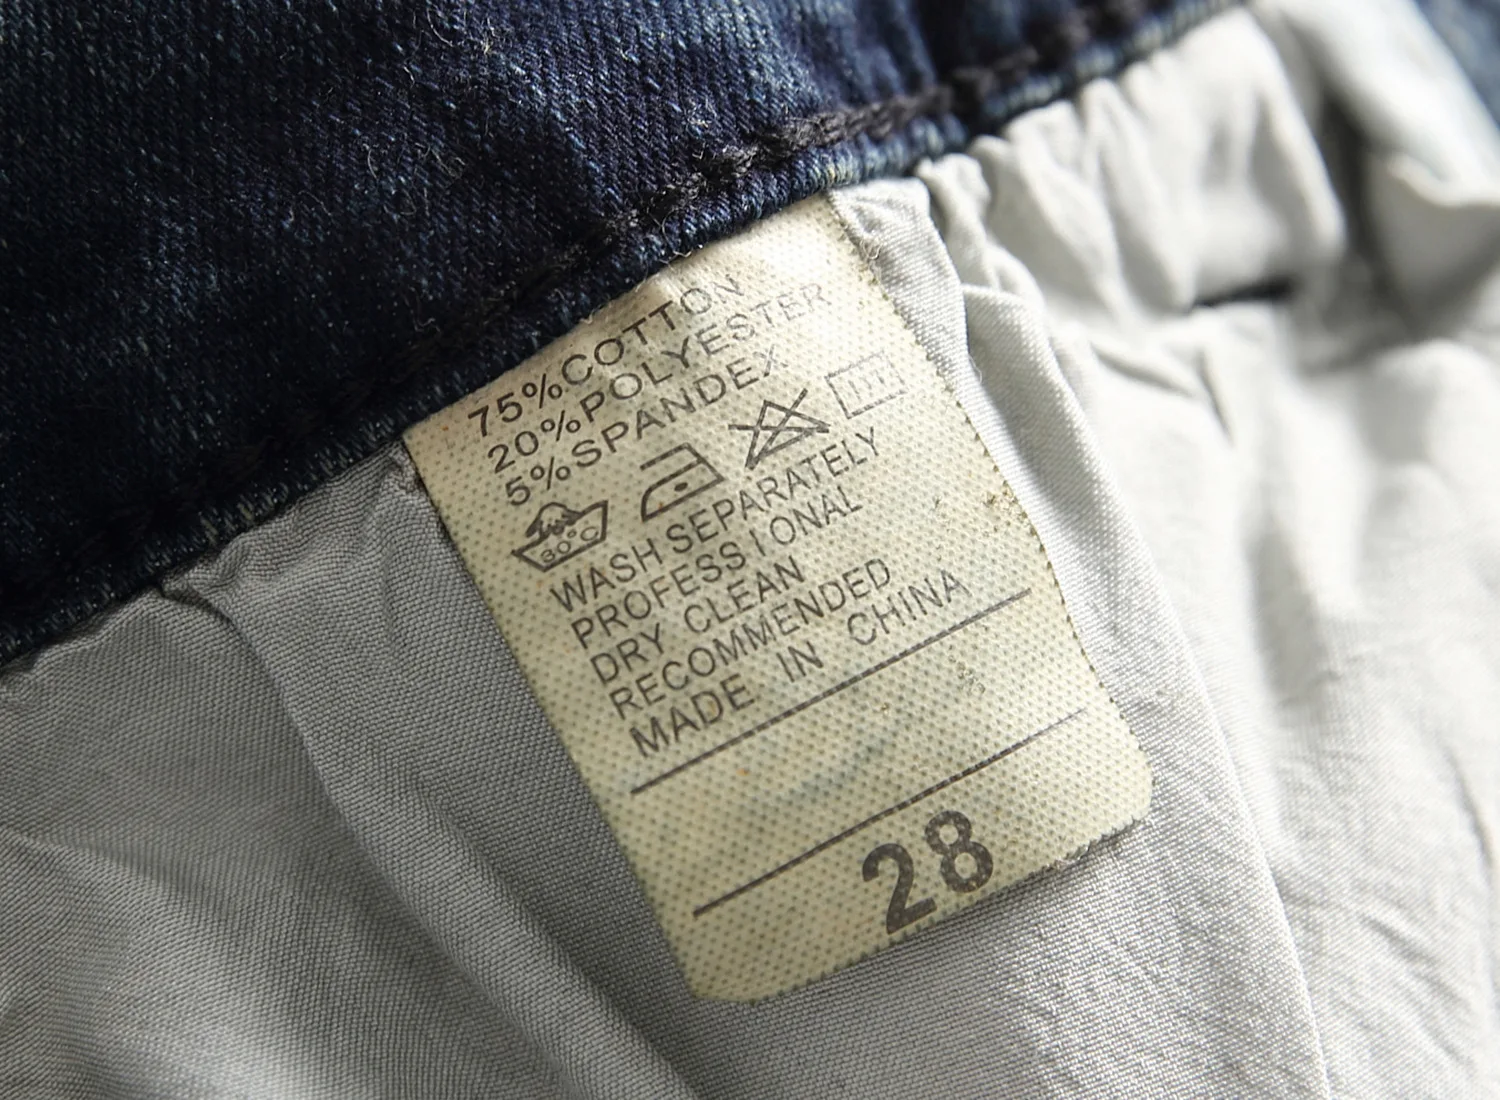 75%COTTON
20%POLYESTER
5%SPANDEX
WASH SEPARATELY
PROFESSIONAL
DRY CLEAN
RECOMMENDED
MADE IN CHINA
28